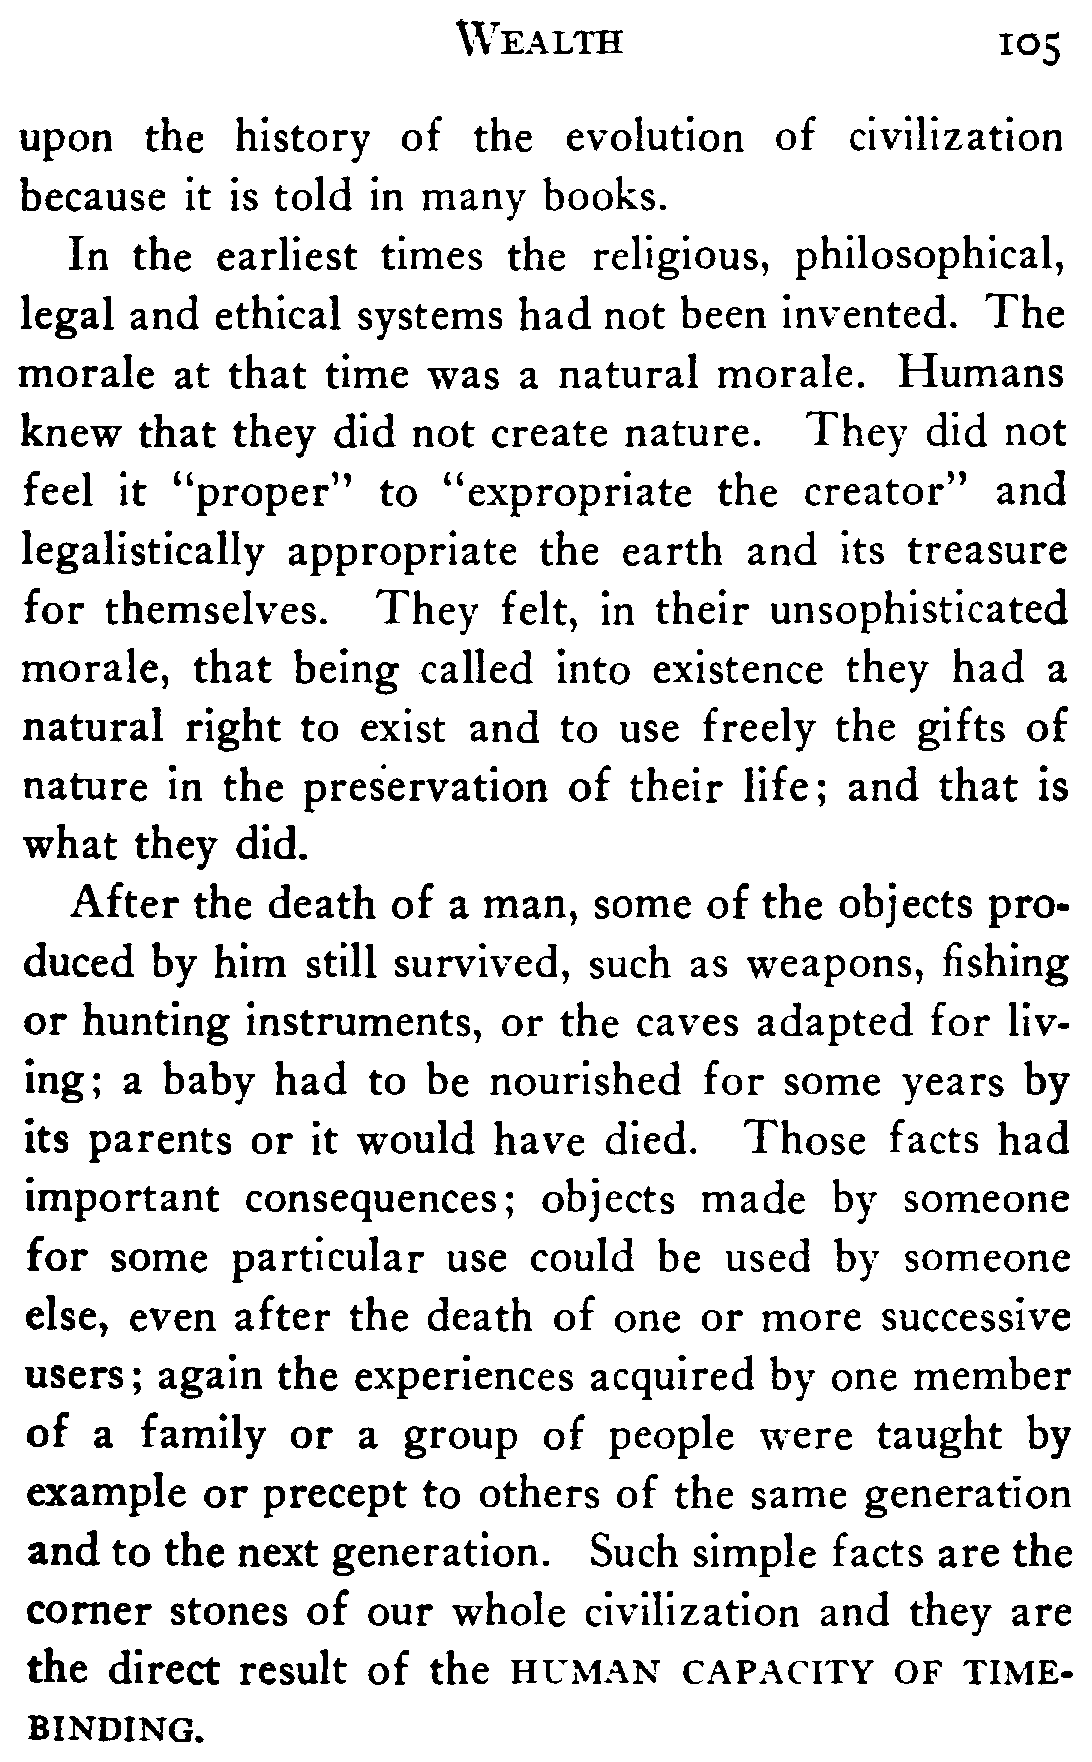 WEALTH 105
upon the history of the evolution of civilization
because it is told in many books.
In the earliest times the religious, philosophical,
legal and ethical systems had not been invented. The
morale at that time was a natural morale. Humans
knew that they did not create nature. They did not
feel it "proper" to "expropriate the creator" and
legalistically appropriate the earth and its treasure
for themselves. They felt, in their unsophisticated
morale, that being called into existence they had a
natural right to exist and to use freely the gifts of
nature in the preservation of their life; and that is
what they did.
After the death of a man, some of the objects pro-
duced by him still survived, such as weapons, fishing
or hunting instruments, or the caves adapted for liv-
ing; a baby had to be nourished for some years by
its parents or it would have died. Those facts had
important consequences; objects made by someone
for some particular use could be used by someone
else, even after the death of one or more successive
users; again the experiences acquired by one member
of a family or a group of people were taught by
example or precept to others of the same generation
and to the next generation. Such simple facts are the
corner stones of our whole civilization and they are
the direct result of the HUMAN CAPACITY OF TIME-
BINDING.